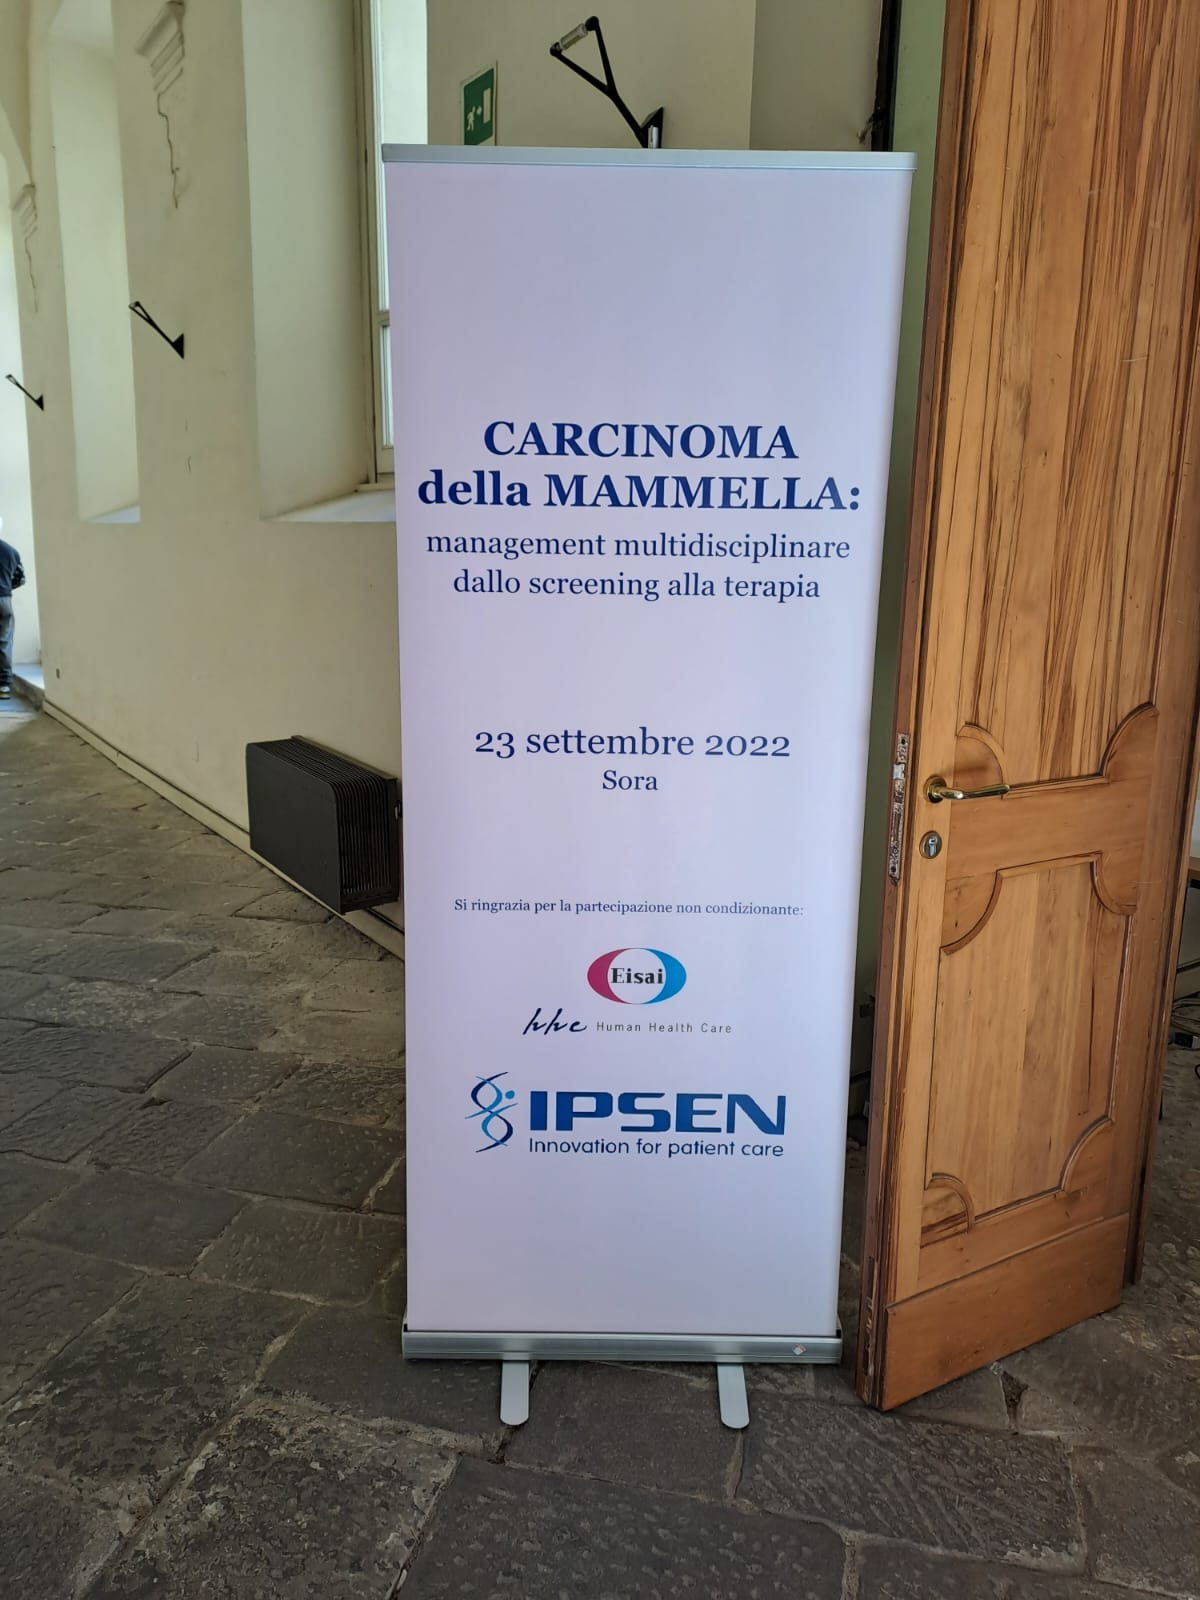 CARCINOMA
della MAMMELLA:
management multidisciplinare
dallo screening alla terapia
23 settembre 2022
Sora
Si ringrazia per la partecipazione non condizionante:
Eisai
hhc Human Health Care
IPSEN
Innovation for patient care